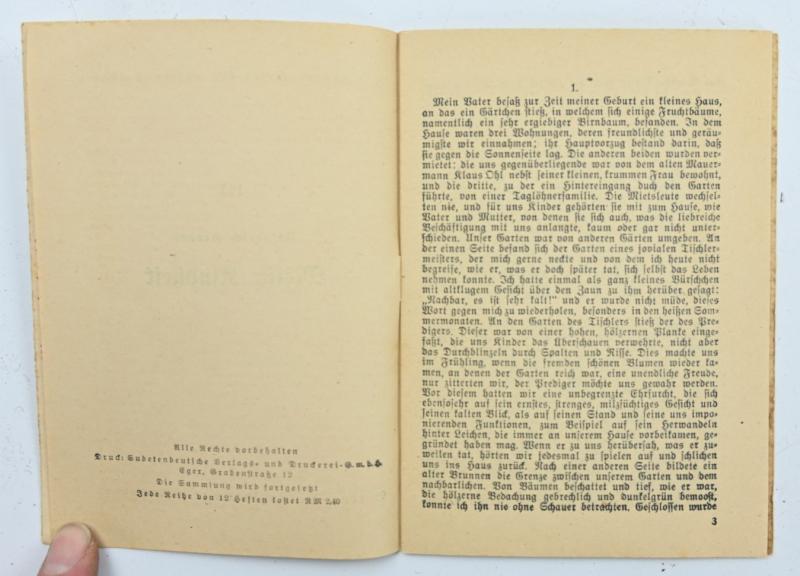 Alle Rechte vorbehalten
Druck: Sudetendeutsche Verlags- und Druckerei-G.m.b.H.
Eger, Grabenstraße 12
Die Sammlung wird fortgesetzt
Jede Reihe von 12 Heften kostet RM 2,40
1.
Mein Vater besaß zur Zeit meiner Geburt ein kleines Haus,
an das ein Gärtchen stieß, in welchem sich einige Fruchtbäume,
namentlich ein sehr ergiebiger Birnbaum, befanden. In dem
Hause waren drei Wohnungen, deren freundlichste und geräu-
migste wir einnahmen; ihr Hauptvorzug bestand darin, daß
sie gegen die Sonnenseite lag. Die anderen beiden wurden ver-
mietet: die uns gegenüberliegende war von dem alten Mauer-
mann Klaus Ohl nebst seiner kleinen, krummen Frau bewohnt,
und die dritte, zu der ein Hintereingang duch den Garten
führte, von einer Taglöhnerfamilie. Die Mietsleute wechsel-
ten nie, und für uns Kinder gehörten sie mit zum Hause, wie
Vater und Mutter, von denen sie sich auch, was die liebreiche
Beschäftigung mit uns anlangte, kaum oder gar nicht unter-
schieden. Unser Garten war von anderen Gärten umgeben. An
der einen Seite befand sich der Garten eines jovialen Tischler-
meisters, der mich gerne neckte und von dem ich heute nicht
begreife, wie er, was er doch später tat, sich selbst das Leben
nehmen konnte. Ich hatte einmal als ganz kleines Bürschchen
mit altklugem Gesicht über den Zaun zu ihm herüber gesagt:
„Nachbar, es ist sehr kalt!“ und er wurde nicht müde, dieses
Wort gegen mich zu wiederholen, besonders in den heißen Som-
mermonaten. An den Garten des Tischlers stieß der des Pre-
digers. Dieser war von einer hohen, hölzernen Planke einge-
faßt, die uns Kinder das Überschauen verwehrte, nicht aber
das Durchblinzeln durch Spalten und Risse. Dies machte uns
im Frühling, wenn die fremden schönen Blumen wieder ka-
men, an denen der Garten reich war, eine unendliche Freude,
nur zitterten wir, der Prediger möchte uns gewahr werden.
Vor diesem hatten wir eine unbegrenzte Ehrfurcht, die sich
ebensosehr auf sein ernstes, strenges, milzsüchtiges Gesicht und
seinen kalten Blick, als auf seinen Stand und seine uns impo-
nierenden Funktionen, zum Beispiel auf sein Herwandeln
hinter Leichen, die immer an unserem Hause vorbeikamen, ge-
gründet haben mag. Wenn er zu uns herübersah, was er zu-
weilen tat, hörten wir jedesmal zu spielen auf und schlichen
uns ins Haus zurück. Nach einer anderen Seite bildete ein
alter Brunnen die Grenze zwischen unserem Garten und dem
nachbarlichen. Von Bäumen beschattet und tief, wie er war,
die hölzerne Bedachung gebrechlich und dunkelgrün bemoost,
konnte ich ihn nie ohne Schauer betrachten. Geschlossen wurde
3